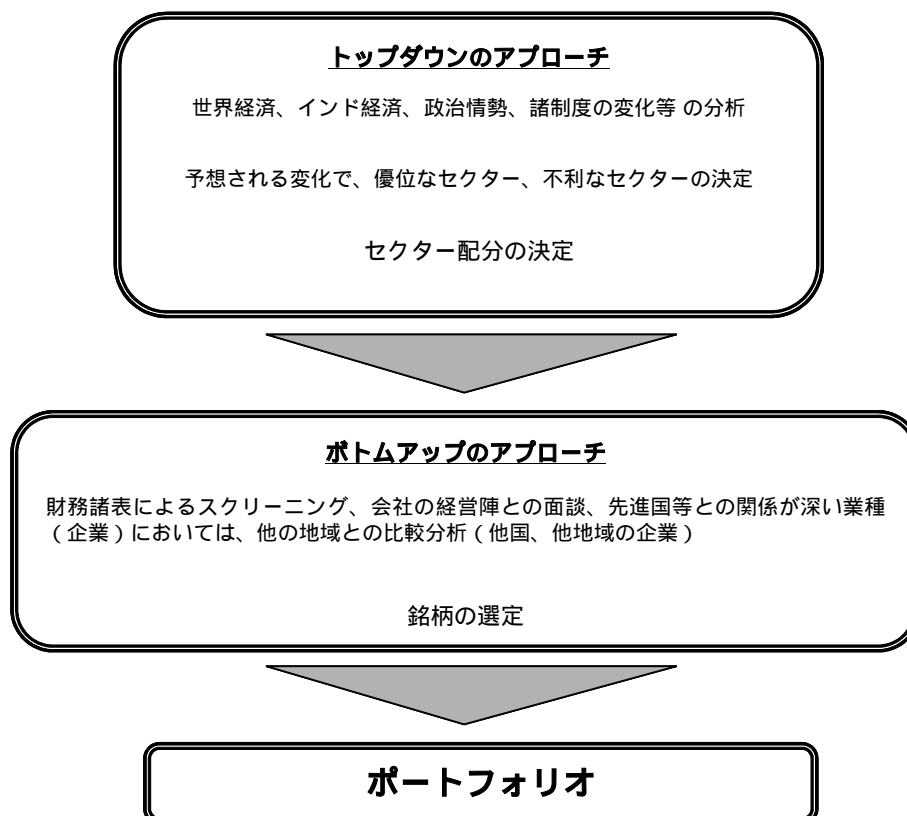 トップダウンのアプローチ
世界経済、インド経済、政治情勢、諸制度の変化等 の分析
予想される変化で、優位なセクター、不利なセクターの決定
セクター配分の決定
ボトムアップのアプローチ
財務諸表によるスクリーニング、会社の経営陣との面談、先進国等との関係が深い業種
(企業)においては、他の地域との比較分析(他国、他地域の企業)
銘柄の選定
ポートフォリオ